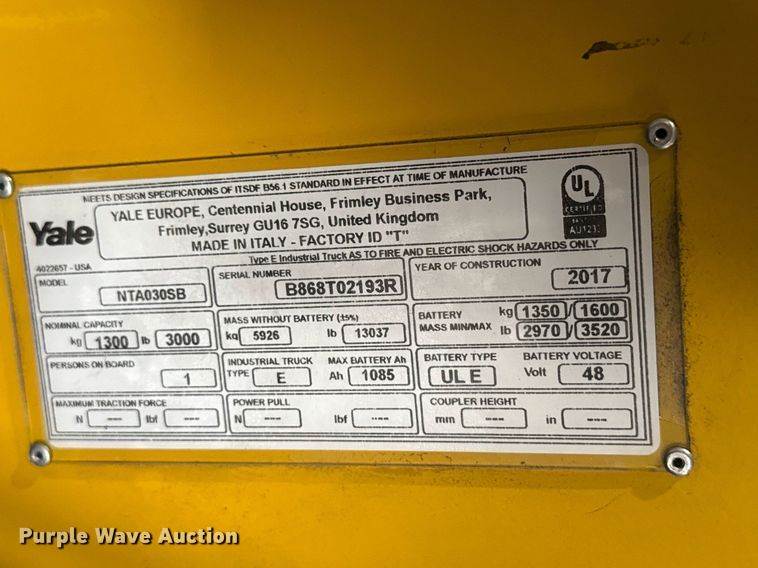 MEETS DESIGN SPECIFICATIONS OF ITSDF B56.1 STANDARD IN EFFECT AT TIME OF MANUFACTURE
Yale
YALE EUROPE, Centennial House, Frimley Business Park,
Frimley,Surrey GU16 7SG, United Kingdom
MADE IN ITALY - FACTORY ID "T"
UL
CERTIFIED
4022657 - USA
Type E Industrial Truck AS TO FIRE AND ELECTRIC SHOCK HAZARDS ONLY
MODEL NTA030SB
SERIAL NUMBER B868T02193R
YEAR OF CONSTRUCTION 2017
NOMINAL CAPACITY
kg 1300 lb 3000
MASS WITHOUT BATTERY (±5%)
kg 5926 lb 13037
BATTERY kg 1350 / 1600
MASS MIN/MAX lb 2970 / 3520
PERSONS ON BOARD
1
INDUSTRIAL TRUCK MAX BATTERY Ah
TYPE E Ah 1085
BATTERY TYPE BATTERY VOLTAGE
UL E Volt 48
MAXIMUM TRACTION FORCE
N --- lbf ---
POWER PULL
N --- lbf ---
COUPLER HEIGHT
mm --- in ---
Purple Wave Auction